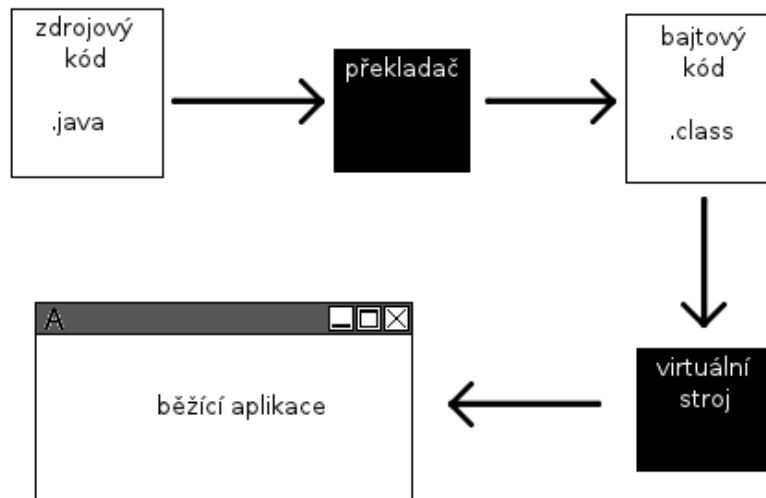 zdrojový
kód
.java
překladač
bajtový
kód
.class
virtuální
stroj
A
běžící aplikace